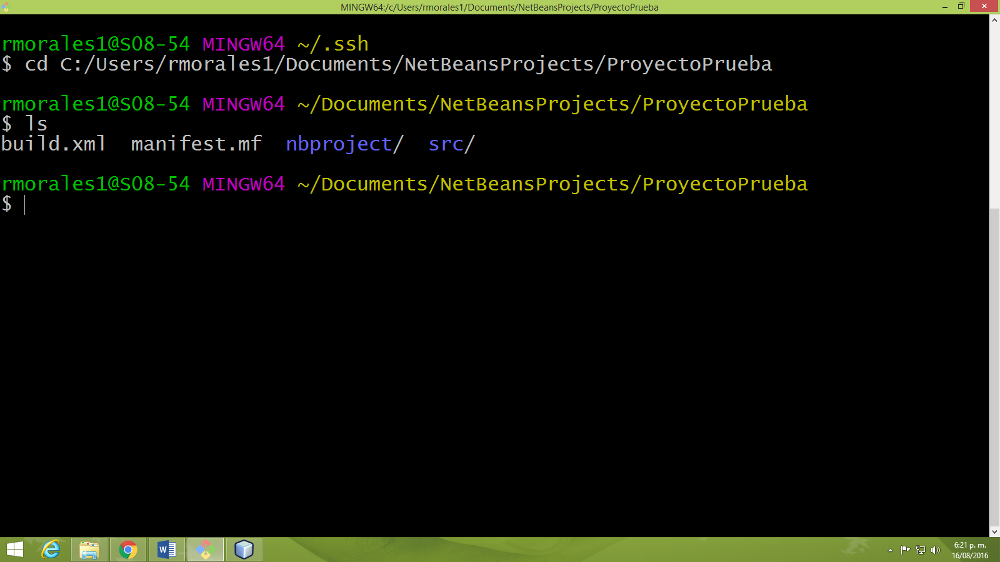 MINGW64:/c/Users/rmorales1/Documents/NetBeansProjects/ProyectoPrueba
rmorales1@S08-54 MINGW64 ~/.ssh
$ cd C:/Users/rmorales1/Documents/NetBeansProjects/ProyectoPrueba
rmorales1@S08-54 MINGW64 ~/Documents/NetBeansProjects/ProyectoPrueba
$ ls
build.xml  manifest.mf  nbproject/  src/
rmorales1@S08-54 MINGW64 ~/Documents/NetBeansProjects/ProyectoPrueba
$
6:21 p. m.
16/08/2016